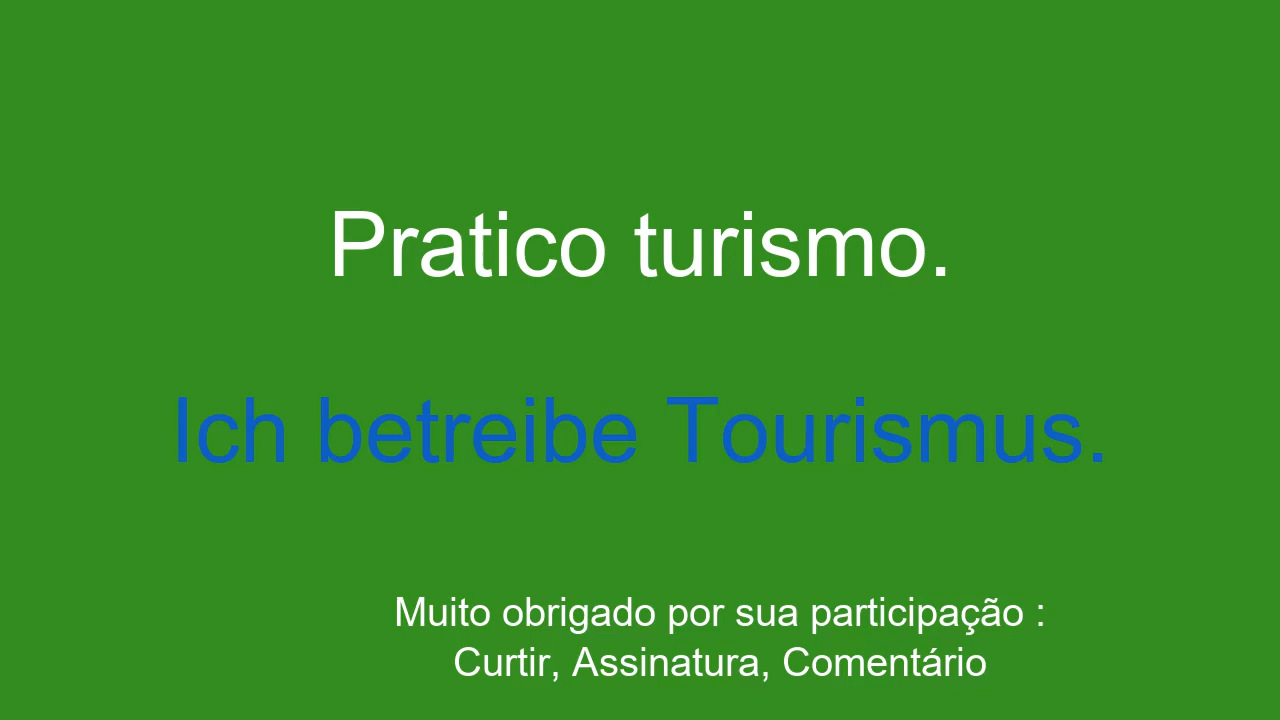 Pratico turismo.
Ich betreibe Tourismus.
Muito obrigado por sua participação :
Curtir, Assinatura, Comentário